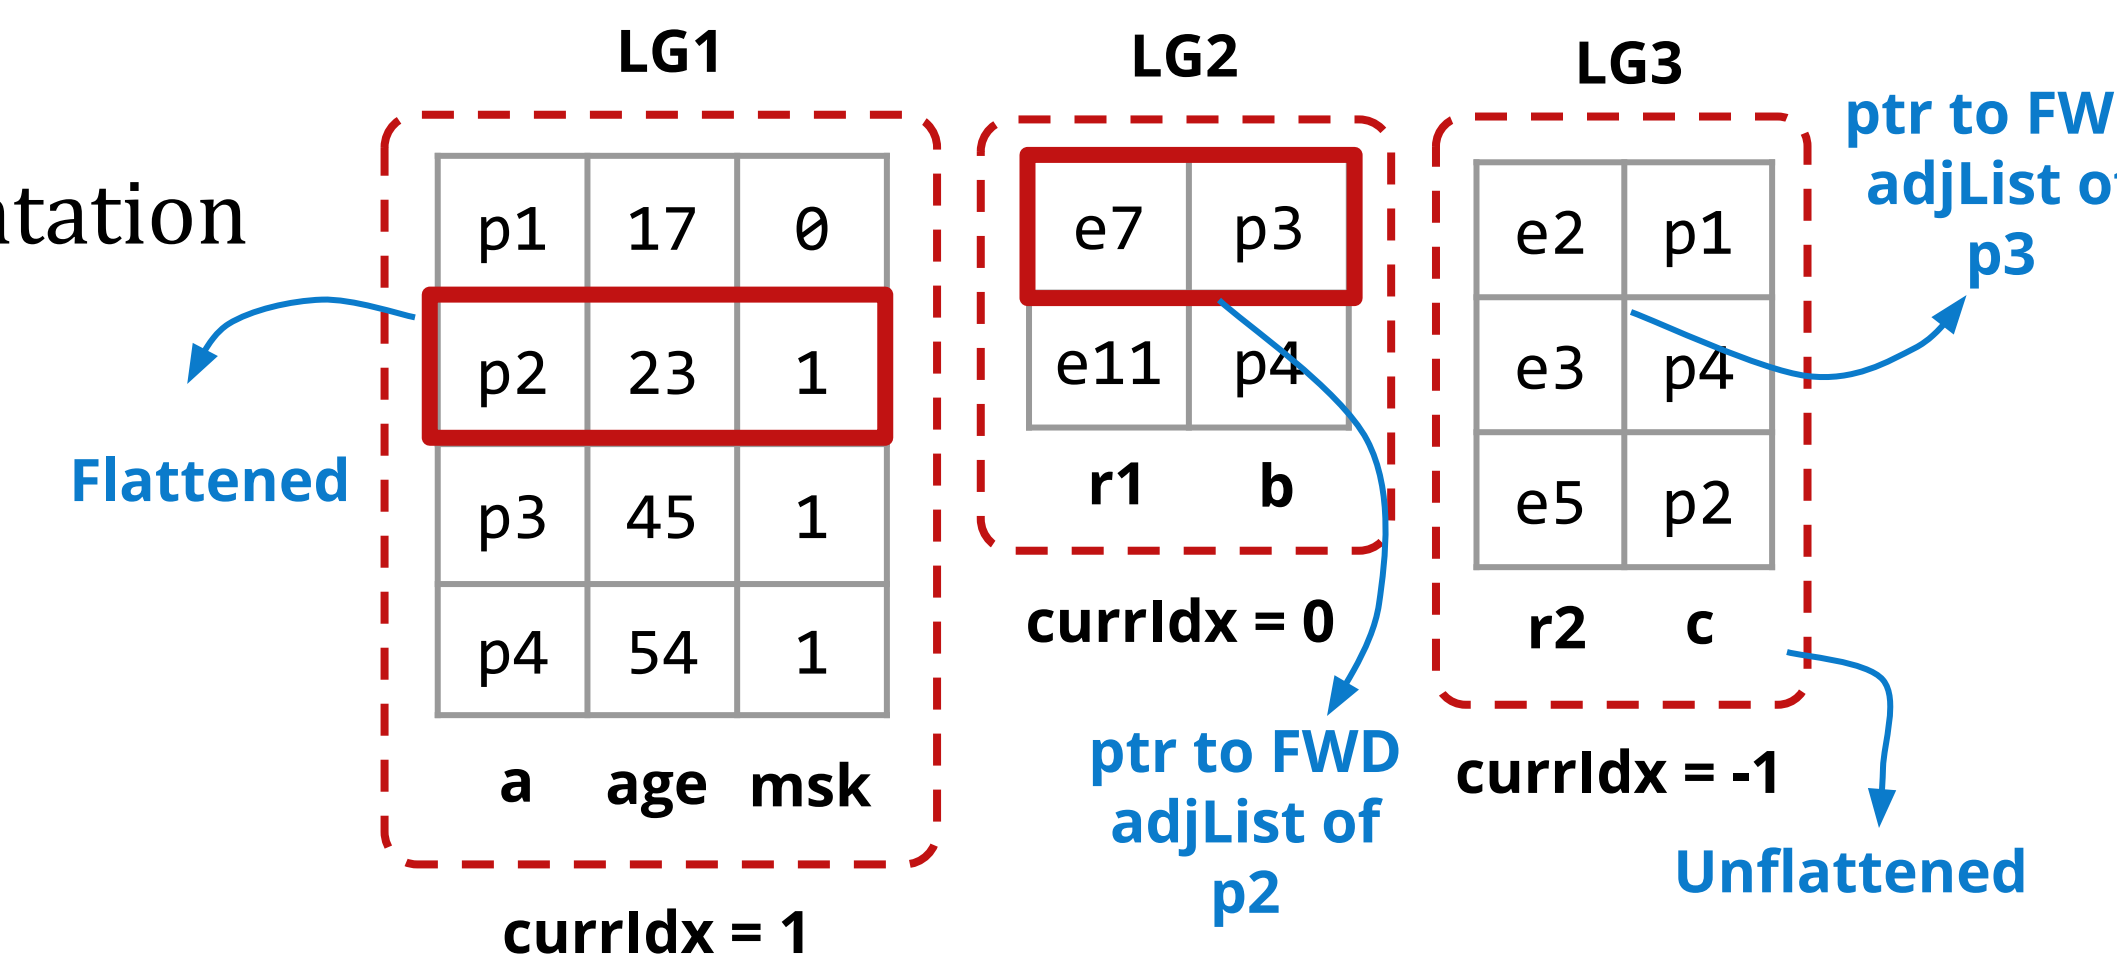 LG1 LG2 LG3
p1 17 0
p2 23 1
p3 45 1
p4 54 1
a age msk
currIdx = 1
e7 p3
e11 p4
r1 b
currIdx = 0
e2 p1
e3 p4
e5 p2
r2 c
currIdx = -1
Flattened
ptr to FWD
adjList of
p2
ptr to FW
adjList of
p3
Unflattened
ntation